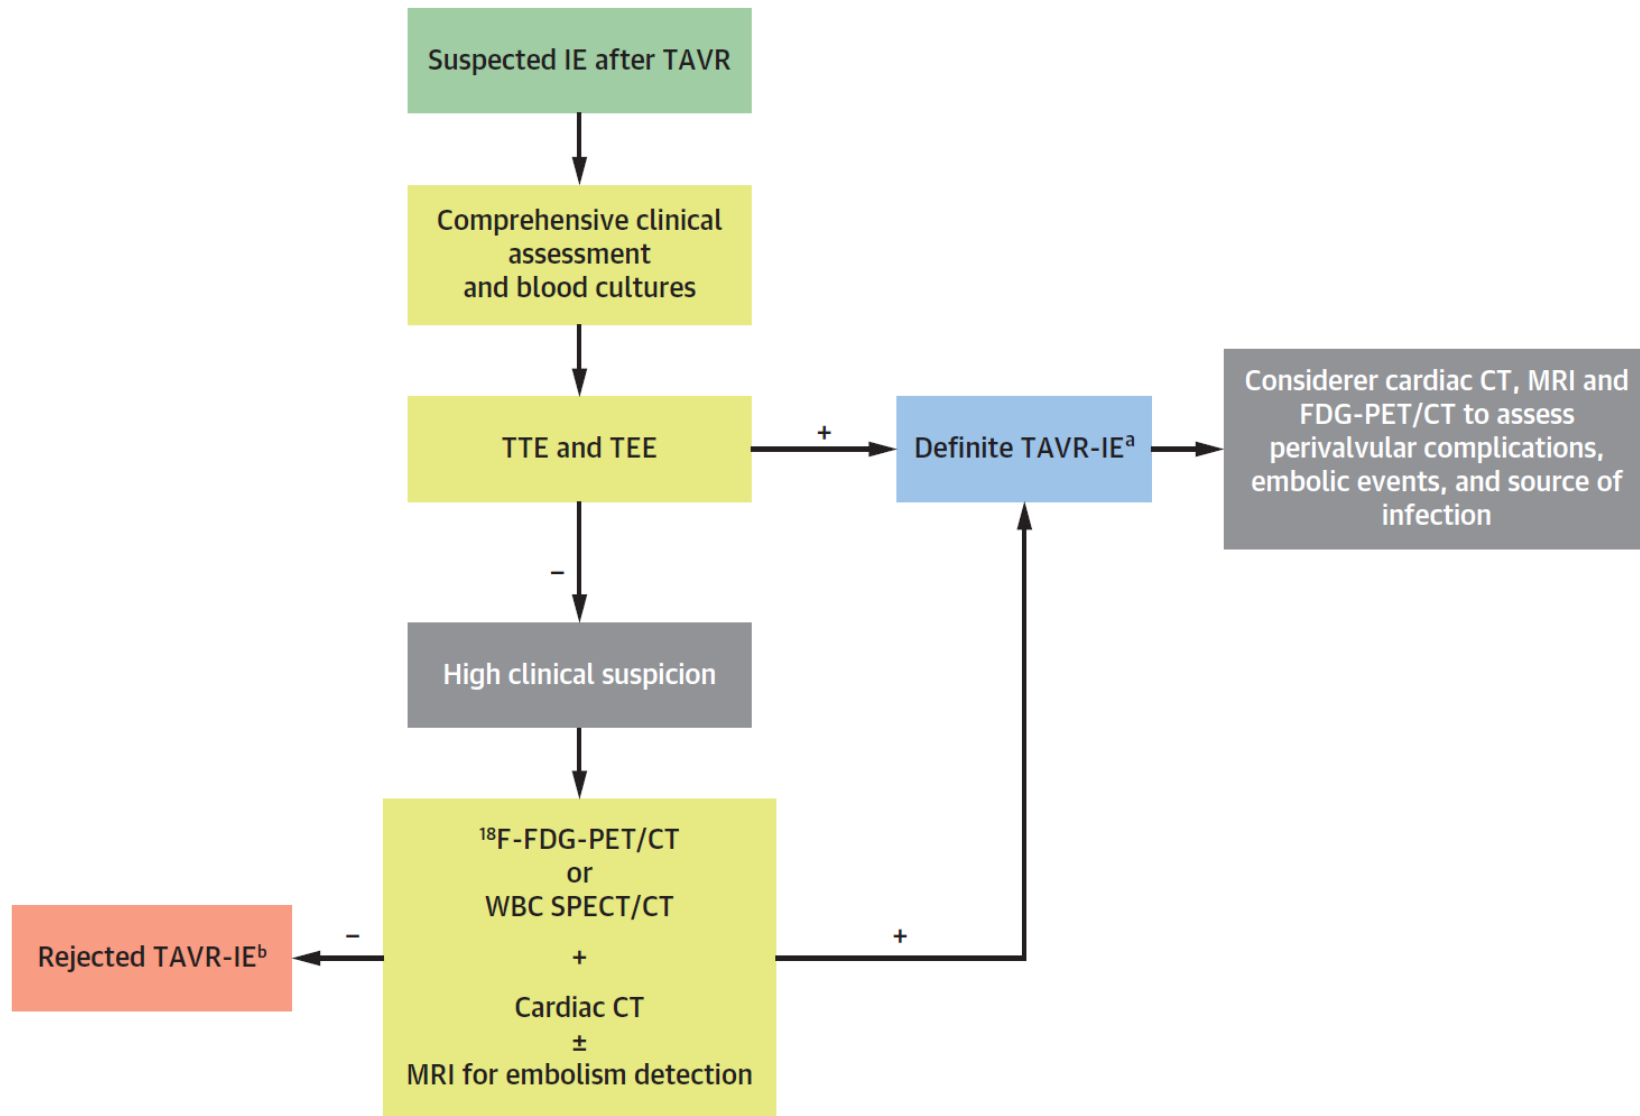 Suspected IE after TAVR
Comprehensive clinical
assessment
and blood cultures
TTE and TEE
+
Definite TAVR-IEᵃ
Considerer cardiac CT, MRI and
FDG-PET/CT to assess
perivalvular complications,
embolic events, and source of
infection
–
High clinical suspicion
¹⁸F-FDG-PET/CT
or
WBC SPECT/CT
+
Cardiac CT
±
MRI for embolism detection
–
Rejected TAVR-IEᵇ
+